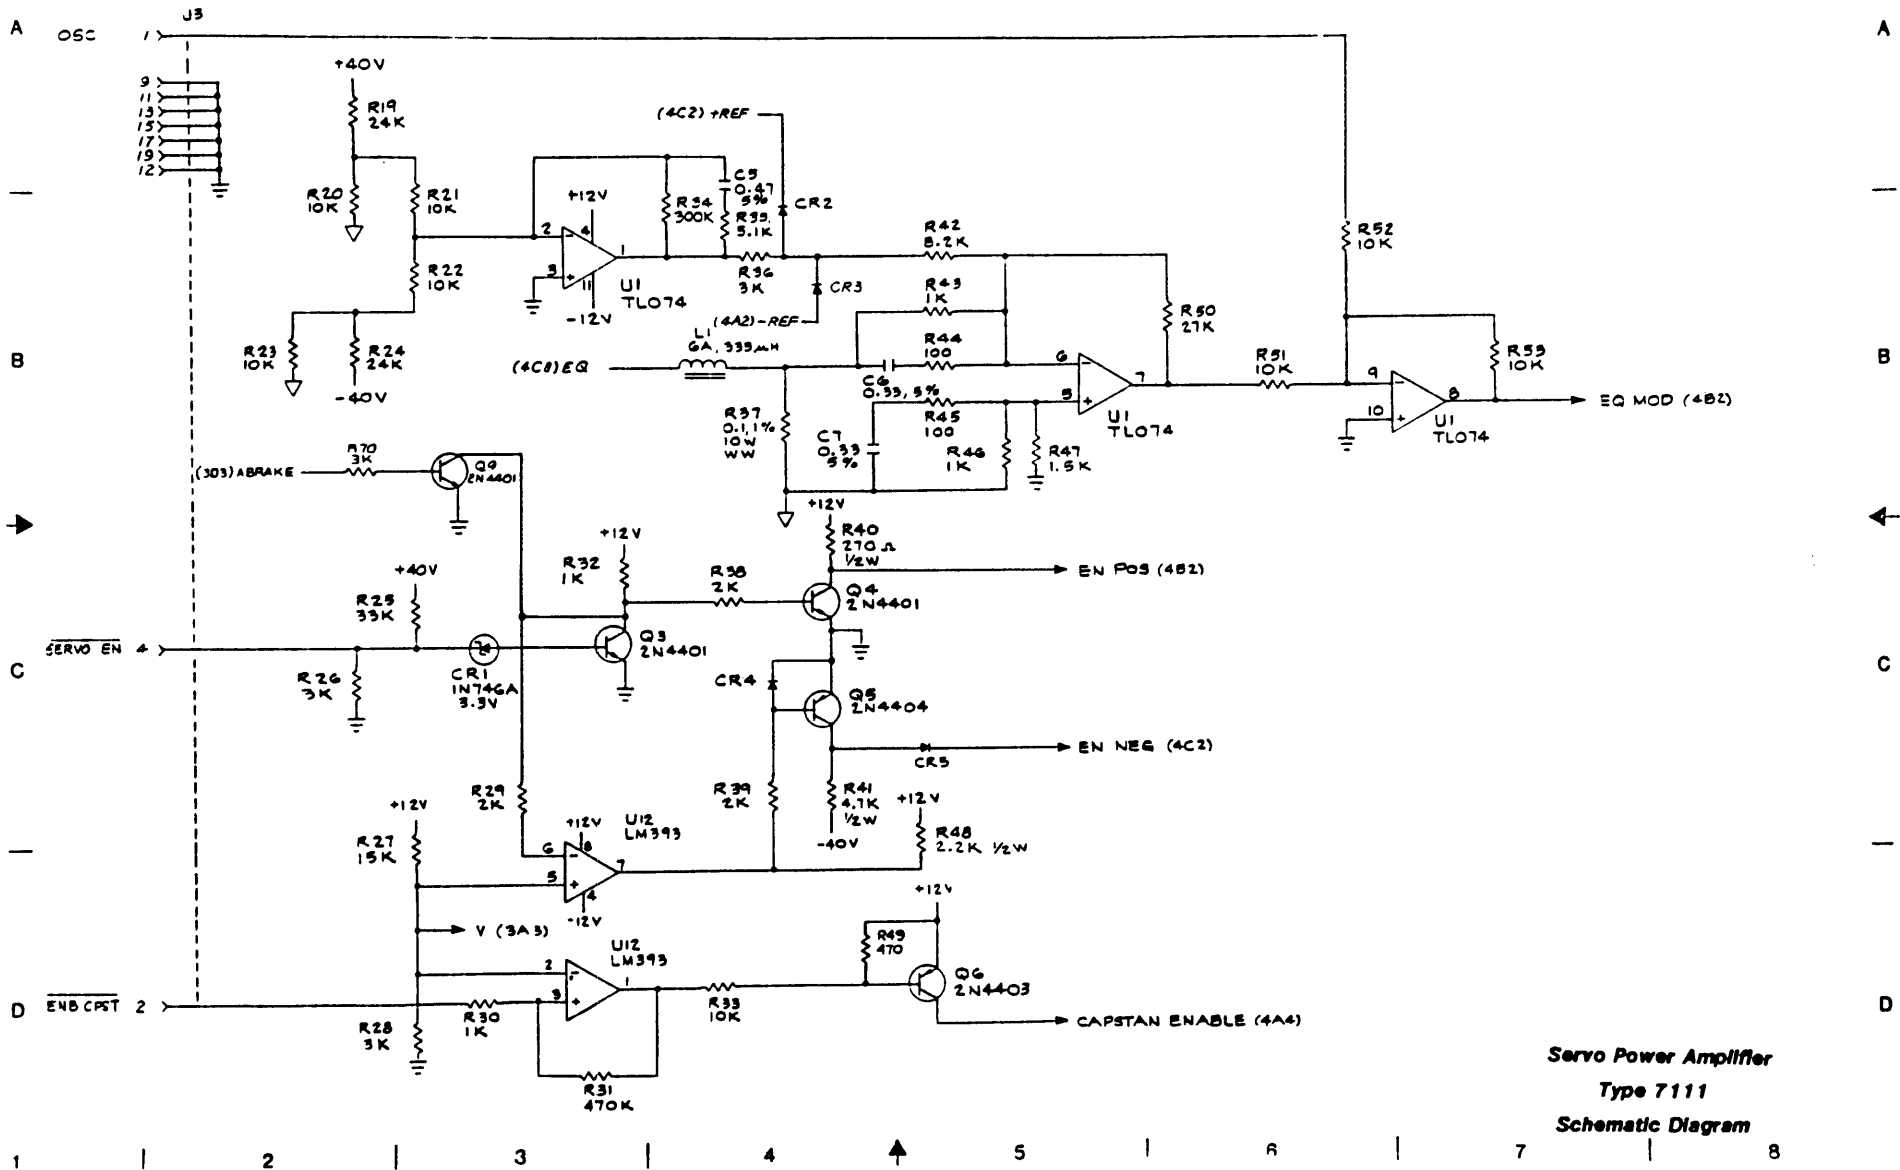 A
J3
OSC 1
A
9
11
13
15
17
19
12
+40V
R19
24K
R20
10K
R21
10K
R22
10K
R23
10K
R24
24K
-40V
+12V
2
-
4
3
+
11
1
U1
TL074
-12V
R34
300K
C5
0.47
5%
R35
5.1K
R36
3K
(4C2) +REF
CR2
CR3
(4A2)-REF
R42
8.2K
R43
1K
R44
100
C6
0.33, 5%
R45
100
C7
0.33
5%
R46
1K
R47
1.5K
B
(4C8) EQ
L1
6A, 335µH
R37
0.1, 1%
10W
WW
6
-
5
+
7
U1
TL074
R50
27K
R51
10K
R52
10K
R53
10K
9
-
10
+
8
U1
TL074
EQ MOD (4B2)
B
(3D3) ABRAKE
R70
3K
Q9
2N4401
+12V
R40
270 Ω
1/2W
EN POS (4B2)
+12V
R32
1K
R38
2K
Q4
2N4401
+40V
R25
33K
SERVO EN 4
R26
3K
CR1
1N746A
3.3V
Q3
2N4401
C
C
CR4
Q5
2N4404
EN NEG (4C2)
CR5
R29
2K
R39
2K
R41
4.7K
1/2W
-40V
+12V
R48
2.2K 1/2W
+12V
R27
15K
+12V
U12
LM393
6
-
8
5
+
4
7
-12V
V (3A3)
U12
LM393
2
-
3
+
1
+12V
R49
470
Q6
2N4403
D
ENB CPST 2
R30
1K
R28
3K
R31
470K
R33
10K
CAPSTAN ENABLE (4A4)
D
Servo Power Amplifier
Type 7111
Schematic Diagram
1 2 3 4 5 6 7 8